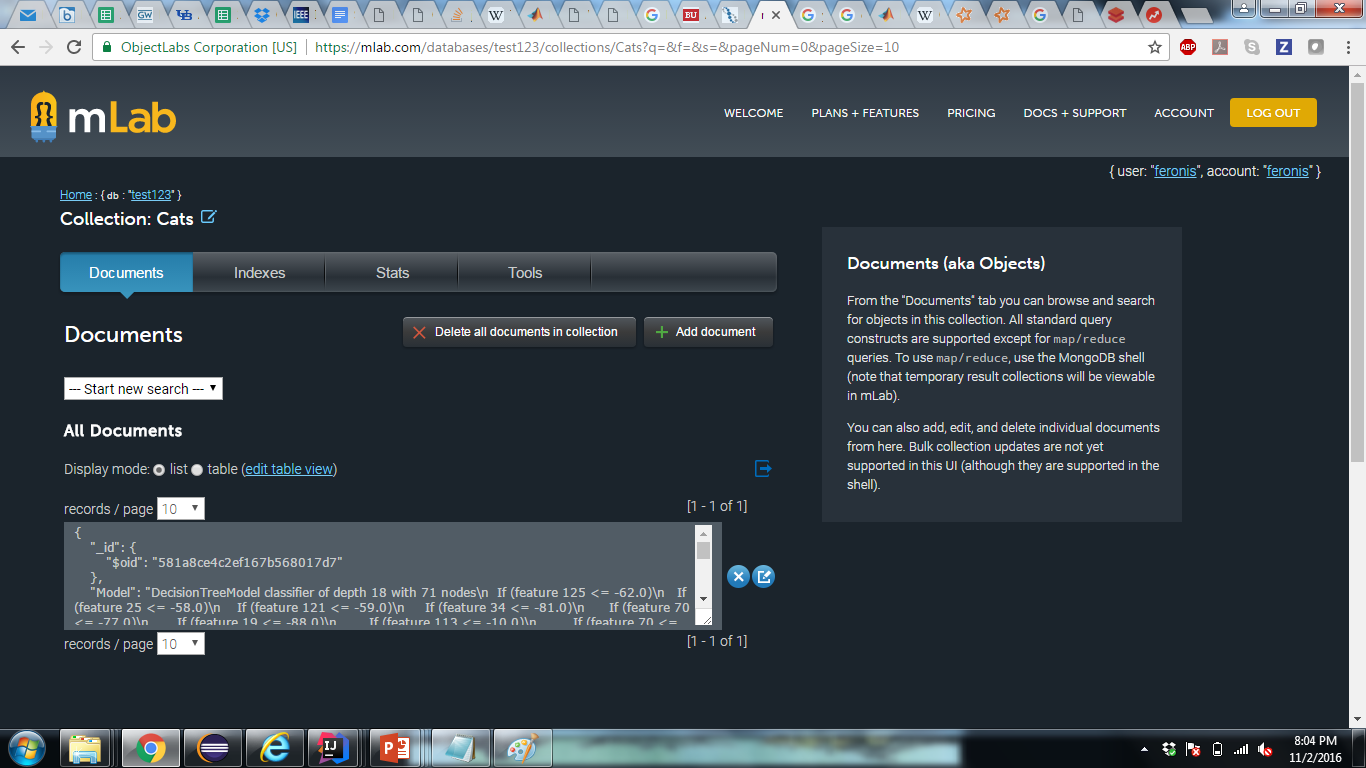 ObjectLabs Corporation [US]
https://mlab.com/databases/test123/collections/Cats?q=&f=&s=&pageNum=0&pageSize=10
mLab
WELCOME
PLANS + FEATURES
PRICING
DOCS + SUPPORT
ACCOUNT
LOG OUT
{ user: "feronis", account: "feronis" }
Home : { db : "test123" }
Collection: Cats
Documents
Indexes
Stats
Tools
Documents
Delete all documents in collection
Add document
--- Start new search ---
All Documents
Display mode: list table (edit table view)
records / page 10
[1 - 1 of 1]
{
"_id": {
"$oid": "581a8ce4c2ef167b568017d7"
},
"Model": "DecisionTreeModel classifier of depth 18 with 71 nodes\n  If (feature 125 <= -62.0)\n   If
(feature 25 <= -58.0)\n    If (feature 121 <= -59.0)\n     If (feature 34 <= -81.0)\n      If (feature 70
<= -77.0)\n       If (feature 19 <= -88.0)\n        If (feature 113 <= -10.0)\n         If (feature 70 <=
records / page 10
[1 - 1 of 1]
Documents (aka Objects)
From the "Documents" tab you can browse and search
for objects in this collection. All standard query
constructs are supported except for map/reduce
queries. To use map/reduce, use the MongoDB shell
(note that temporary result collections will be viewable
in mLab).
You can also add, edit, and delete individual documents
from here. Bulk collection updates are not yet
supported in this UI (although they are supported in the
shell).
8:04 PM
11/2/2016